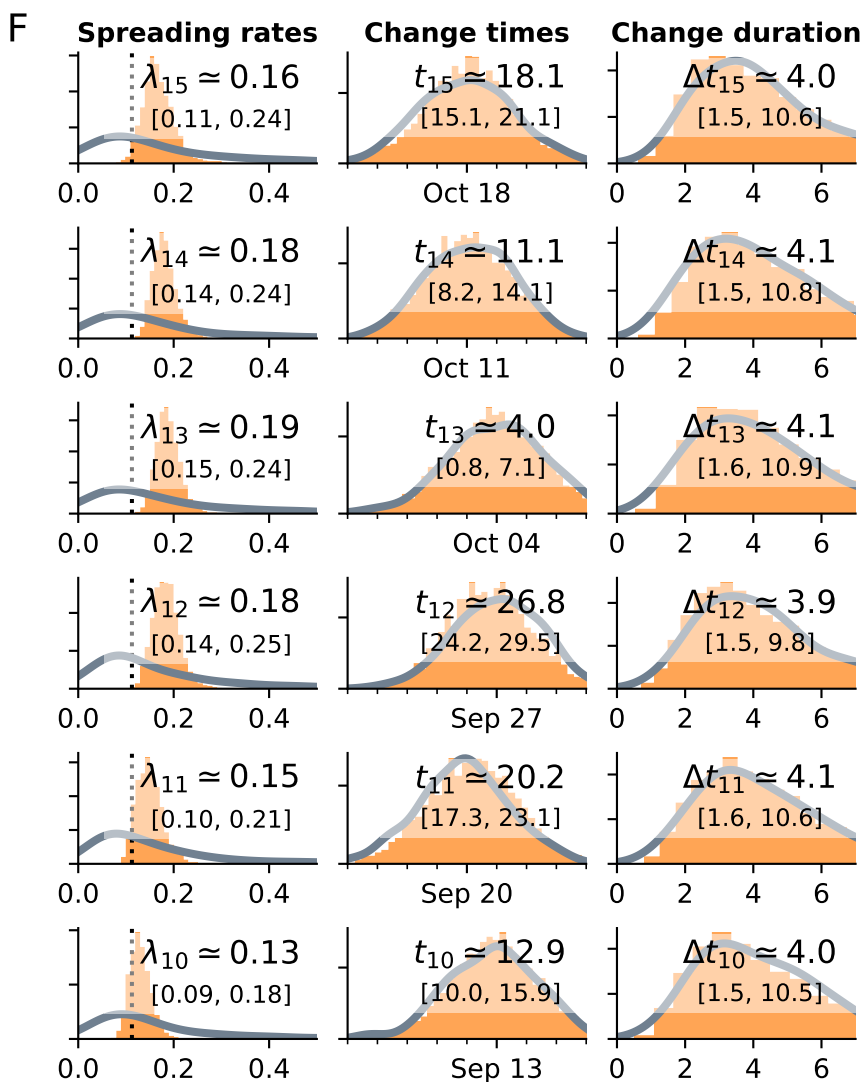 F
Spreading rates Change times Change duration
λ15 ≃ 0.16 t15 ≃ 18.1 Δt15 ≃ 4.0
[0.11, 0.24] [15.1, 21.1] [1.5, 10.6]
0.0 0.2 0.4 Oct 18 0 2 4 6
λ14 ≃ 0.18 t14 ≃ 11.1 Δt14 ≃ 4.1
[0.14, 0.24] [8.2, 14.1] [1.5, 10.8]
0.0 0.2 0.4 Oct 11 0 2 4 6
λ13 ≃ 0.19 t13 ≃ 4.0 Δt13 ≃ 4.1
[0.15, 0.24] [0.8, 7.1] [1.6, 10.9]
0.0 0.2 0.4 Oct 04 0 2 4 6
λ12 ≃ 0.18 t12 ≃ 26.8 Δt12 ≃ 3.9
[0.14, 0.25] [24.2, 29.5] [1.5, 9.8]
0.0 0.2 0.4 Sep 27 0 2 4 6
λ11 ≃ 0.15 t11 ≃ 20.2 Δt11 ≃ 4.1
[0.10, 0.21] [17.3, 23.1] [1.6, 10.6]
0.0 0.2 0.4 Sep 20 0 2 4 6
λ10 ≃ 0.13 t10 ≃ 12.9 Δt10 ≃ 4.0
[0.09, 0.18] [10.0, 15.9] [1.5, 10.5]
0.0 0.2 0.4 Sep 13 0 2 4 6